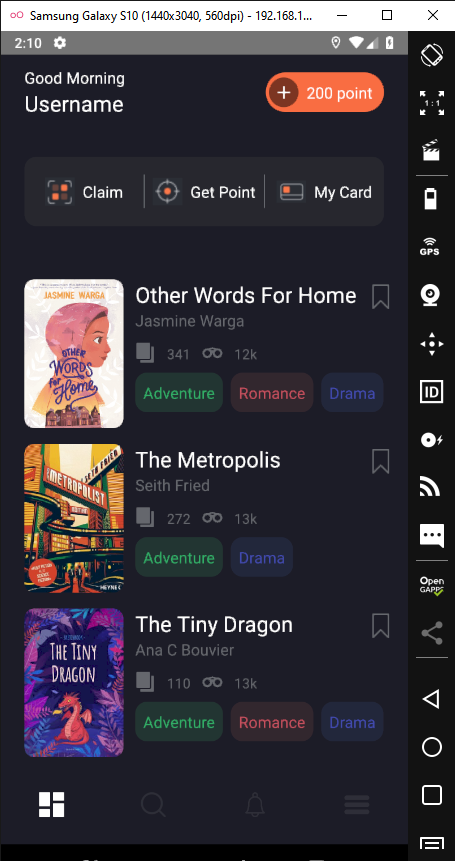 Samsung Galaxy S10 (1440x3040, 560dpi) - 192.168.1...
2:10
Good Morning
Username
+ 200 point
Claim
Get Point
My Card
JASMINE WARGA
OTHER
WORDS
for
Home
Other Words For Home
Jasmine Warga
341 12k
Adventure Romance Drama
METROPOLIST
SEITH FRIED
HEYNE
The Metropolis
Seith Fried
272 13k
Adventure Drama
THE TINY
DRAGON
The Tiny Dragon
Ana C Bouvier
110 13k
Adventure Romance Drama
1:1
GPS
ID
Open
GAPPS